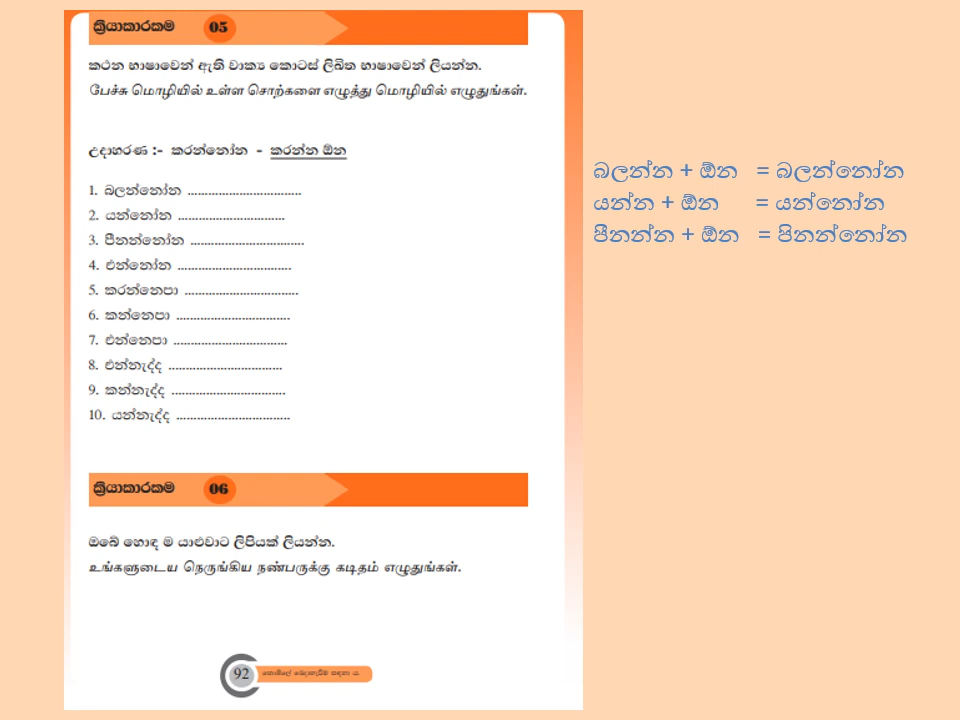 ක්‍රියාකාරකම 05
කථන භාෂාවෙන් ඇති වාක්‍ය කොටස් ලිඛිත භාෂාවෙන් ලියන්න.
பேச்சு மொழியில் உள்ள சொற்களை எழுத்து மொழியில் எழுதுங்கள்.
උදාහරණ :- කරන්නෝන - කරන්න ඕන
1. බලන්නෝන .................................
2. යන්නෝන ...............................
3. පීනන්නෝන .................................
4. එන්නෝන .................................
5. කරන්නෙපා .................................
6. කන්නෙපා .................................
7. එන්නෙපා .................................
8. එන්නැද්ද .................................
9. කන්නැද්ද .................................
10. යන්නැද්ද .................................
ක්‍රියාකාරකම 06
ඔබේ හොඳ ම යාළුවාට ලිපියක් ලියන්න.
உங்களுடைய நெருங்கிய நண்பருக்கு கடிதம் எழுதுங்கள்.
92
බලන්න + ඕන = බලන්නෝන
යන්න + ඕන = යන්නෝන
පීනන්න + ඕන = පිනන්නෝන